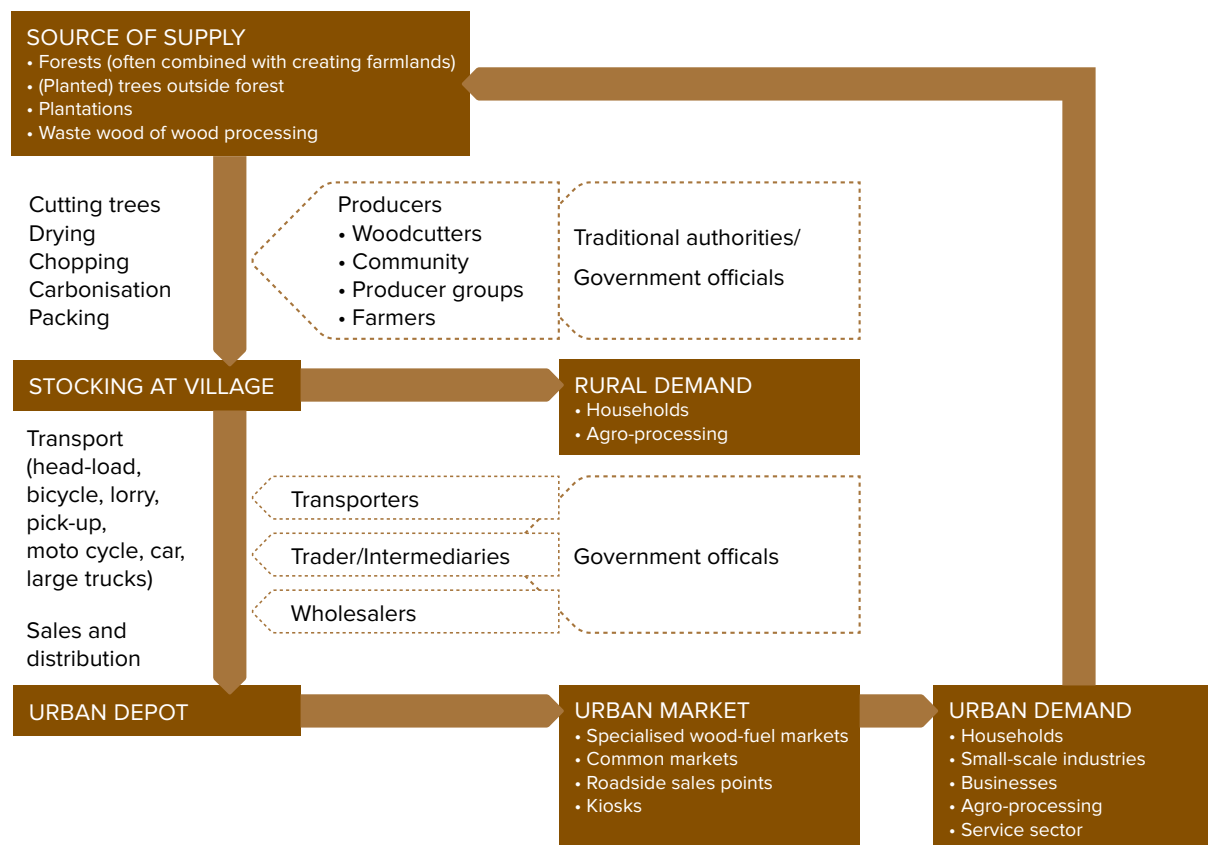 SOURCE OF SUPPLY
• Forests (often combined with creating farmlands)
• (Planted) trees outside forest
• Plantations
• Waste wood of wood processing
Cutting trees
Drying
Chopping
Carbonisation
Packing
Producers
• Woodcutters
• Community
• Producer groups
• Farmers
Traditional authorities/
Government officials
STOCKING AT VILLAGE
RURAL DEMAND
• Households
• Agro-processing
Transport
(head-load,
bicycle, lorry,
pick-up,
moto cycle, car,
large trucks)
Sales and
distribution
Transporters
Trader/Intermediaries
Wholesalers
Government officals
URBAN DEPOT
URBAN MARKET
• Specialised wood-fuel markets
• Common markets
• Roadside sales points
• Kiosks
URBAN DEMAND
• Households
• Small-scale industries
• Businesses
• Agro-processing
• Service sector